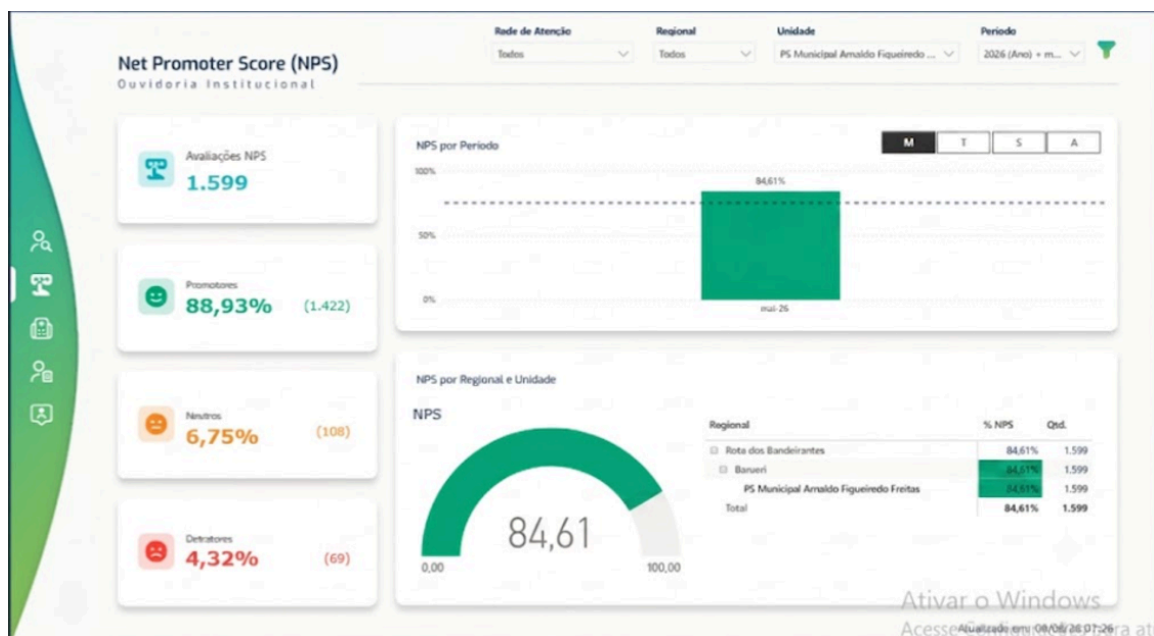 Net Promoter Score (NPS)
Ouvidoria Institucional
Rede de Atenção
Todos
Regional
Todos
Unidade
PS Municipal Arnaldo Figueiredo ...
Período
2026 (Ano) + m...
Avaliações NPS
1.599
Promotores
88,93% (1.422)
Neutros
6,75% (108)
Detratores
4,32% (69)
NPS por Período
M T S A
100%
84,61%
50%
0%
mai-26
NPS por Regional e Unidade
NPS
84,61
0,00 100,00
Regional % NPS Qtd.
Rota dos Bandeirantes 84,61% 1.599
Barueri 84,61% 1.599
PS Municipal Arnaldo Figueiredo Freitas 84,61% 1.599
Total 84,61% 1.599
Ativar o Windows
Acesse
Atualizado em: